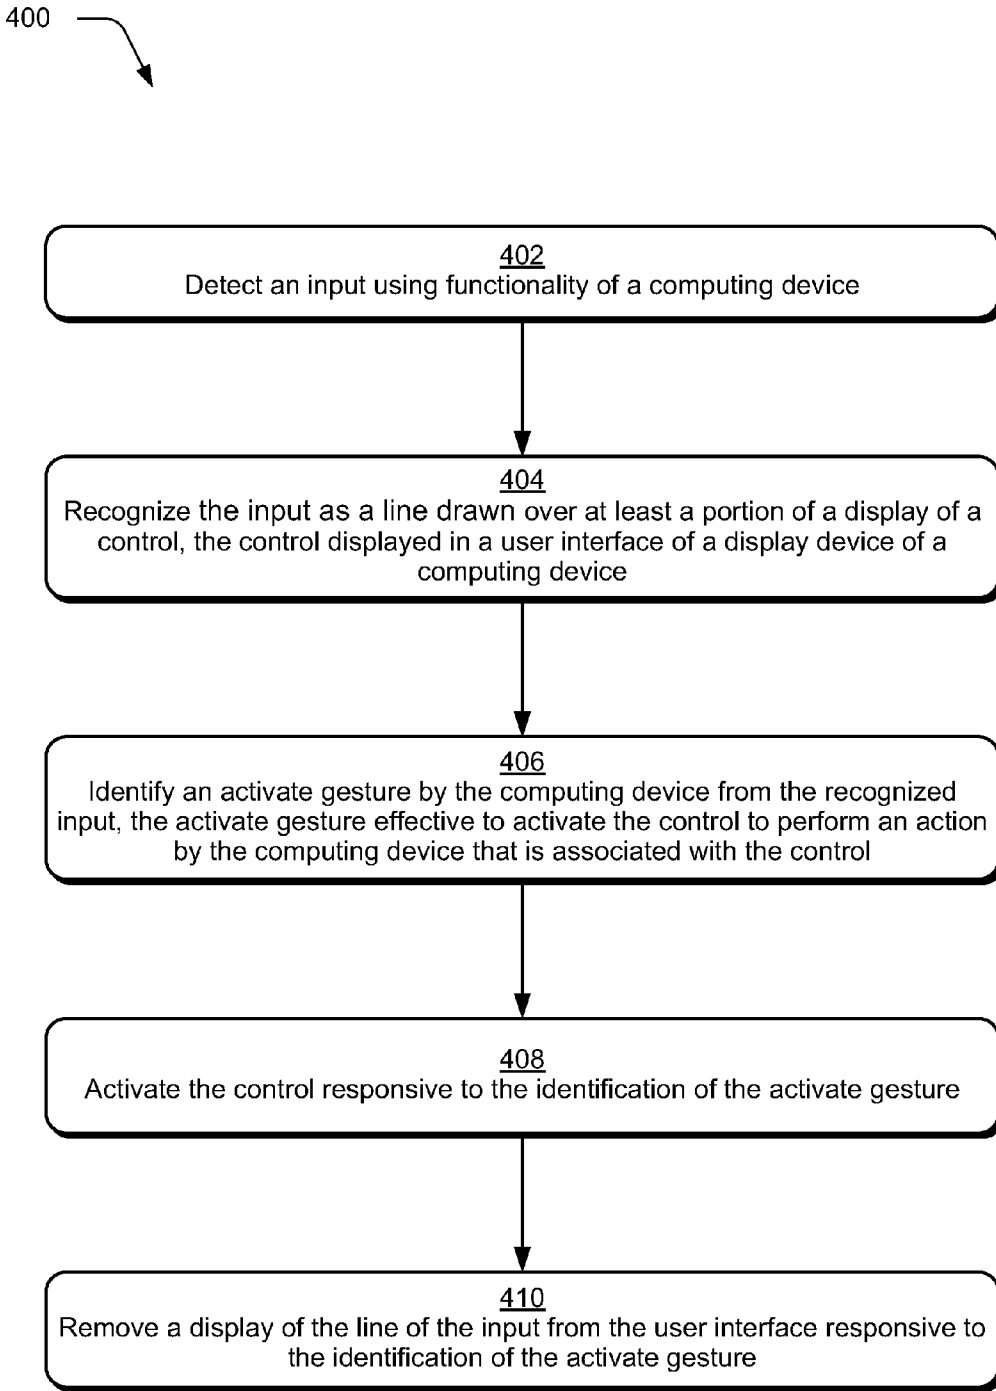 400
402
Detect an input using functionality of a computing device
404
Recognize the input as a line drawn over at least a portion of a display of a
control, the control displayed in a user interface of a display device of a
computing device
406
Identify an activate gesture by the computing device from the recognized
input, the activate gesture effective to activate the control to perform an action
by the computing device that is associated with the control
408
Activate the control responsive to the identification of the activate gesture
410
Remove a display of the line of the input from the user interface responsive to
the identification of the activate gesture